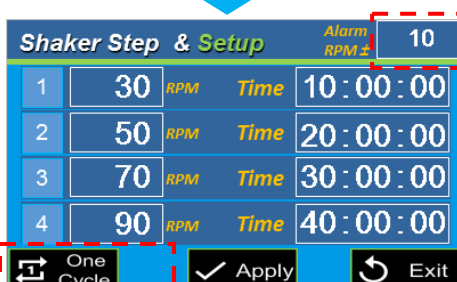 Shaker Step & Setup Alarm RPM± 10
1 30 RPM Time 10:00:00
2 50 RPM Time 20:00:00
3 70 RPM Time 30:00:00
4 90 RPM Time 40:00:00
1 One Cycle Apply Exit